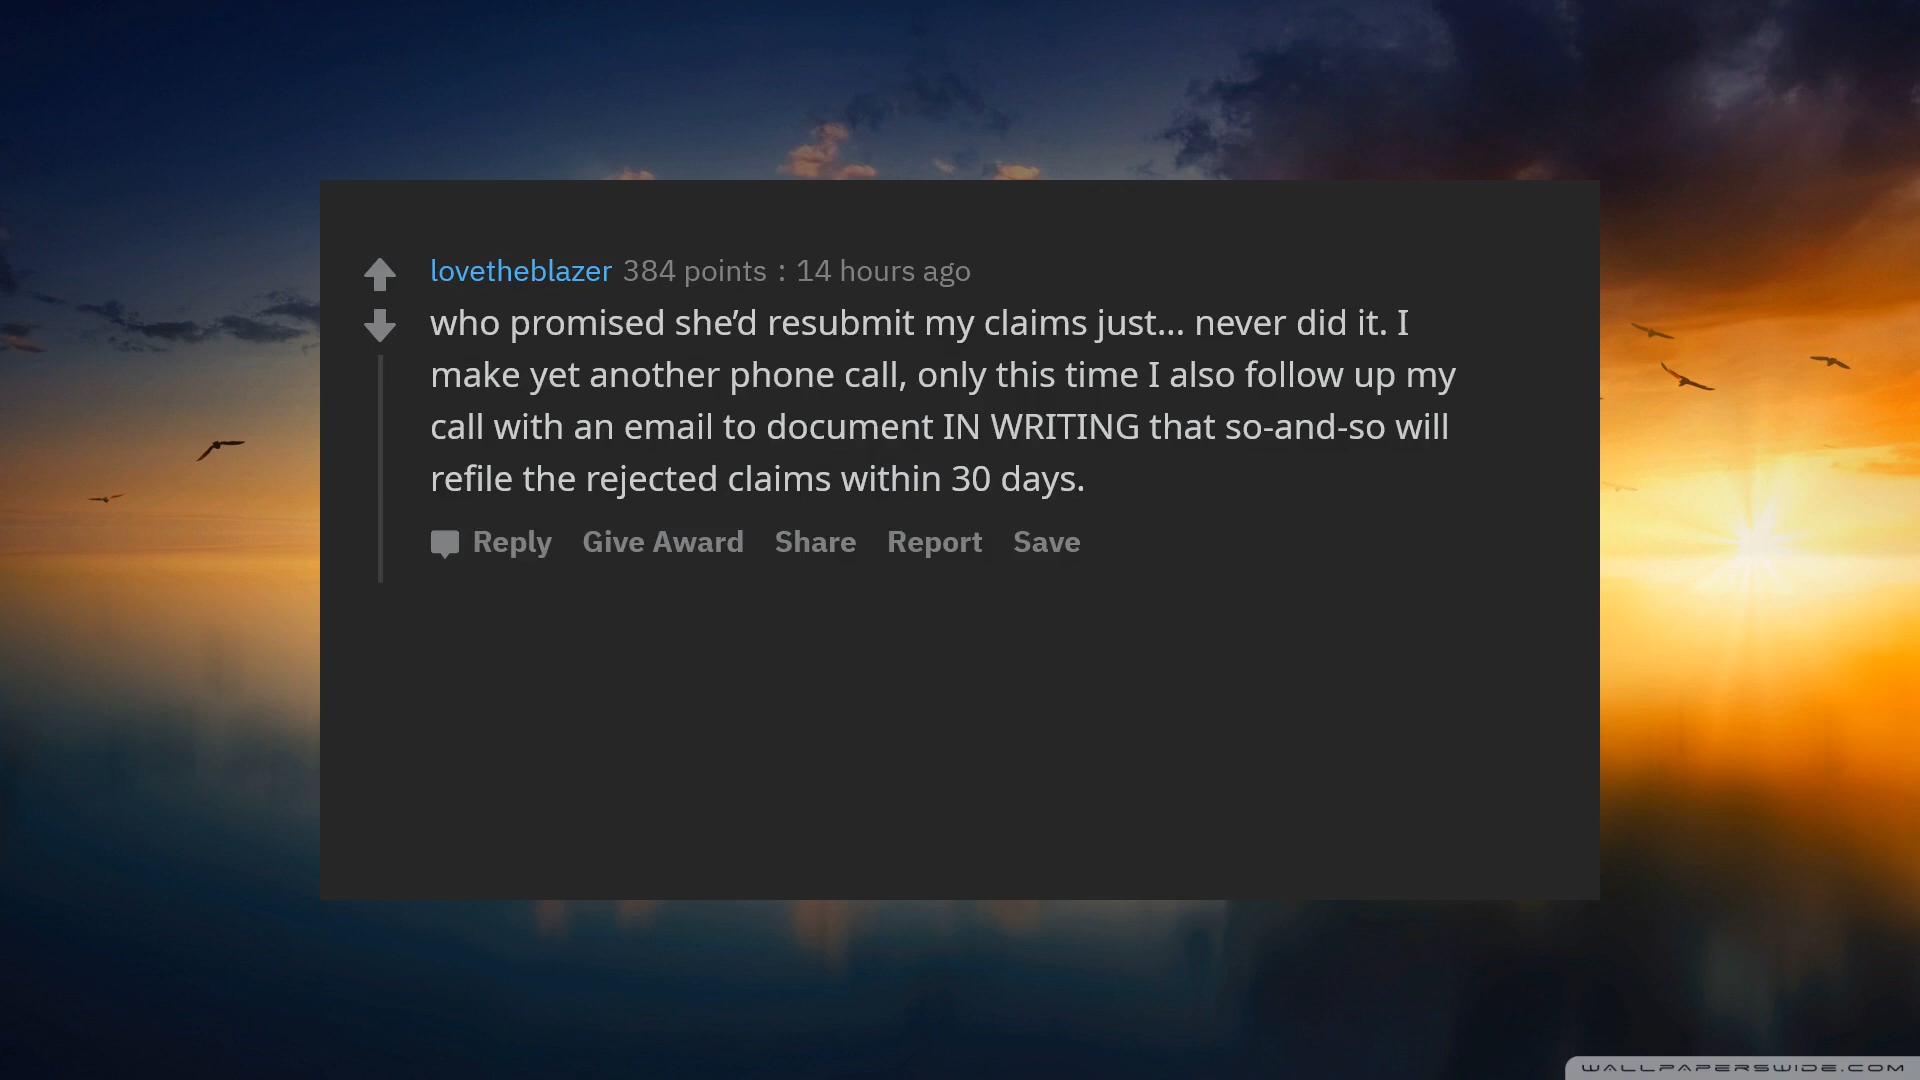 lovetheblazer 384 points : 14 hours ago
who promised she’d resubmit my claims just... never did it. I
make yet another phone call, only this time I also follow up my
call with an email to document IN WRITING that so-and-so will
refile the rejected claims within 30 days.
Reply Give Award Share Report Save
WALLPAPERSWIDE.COM